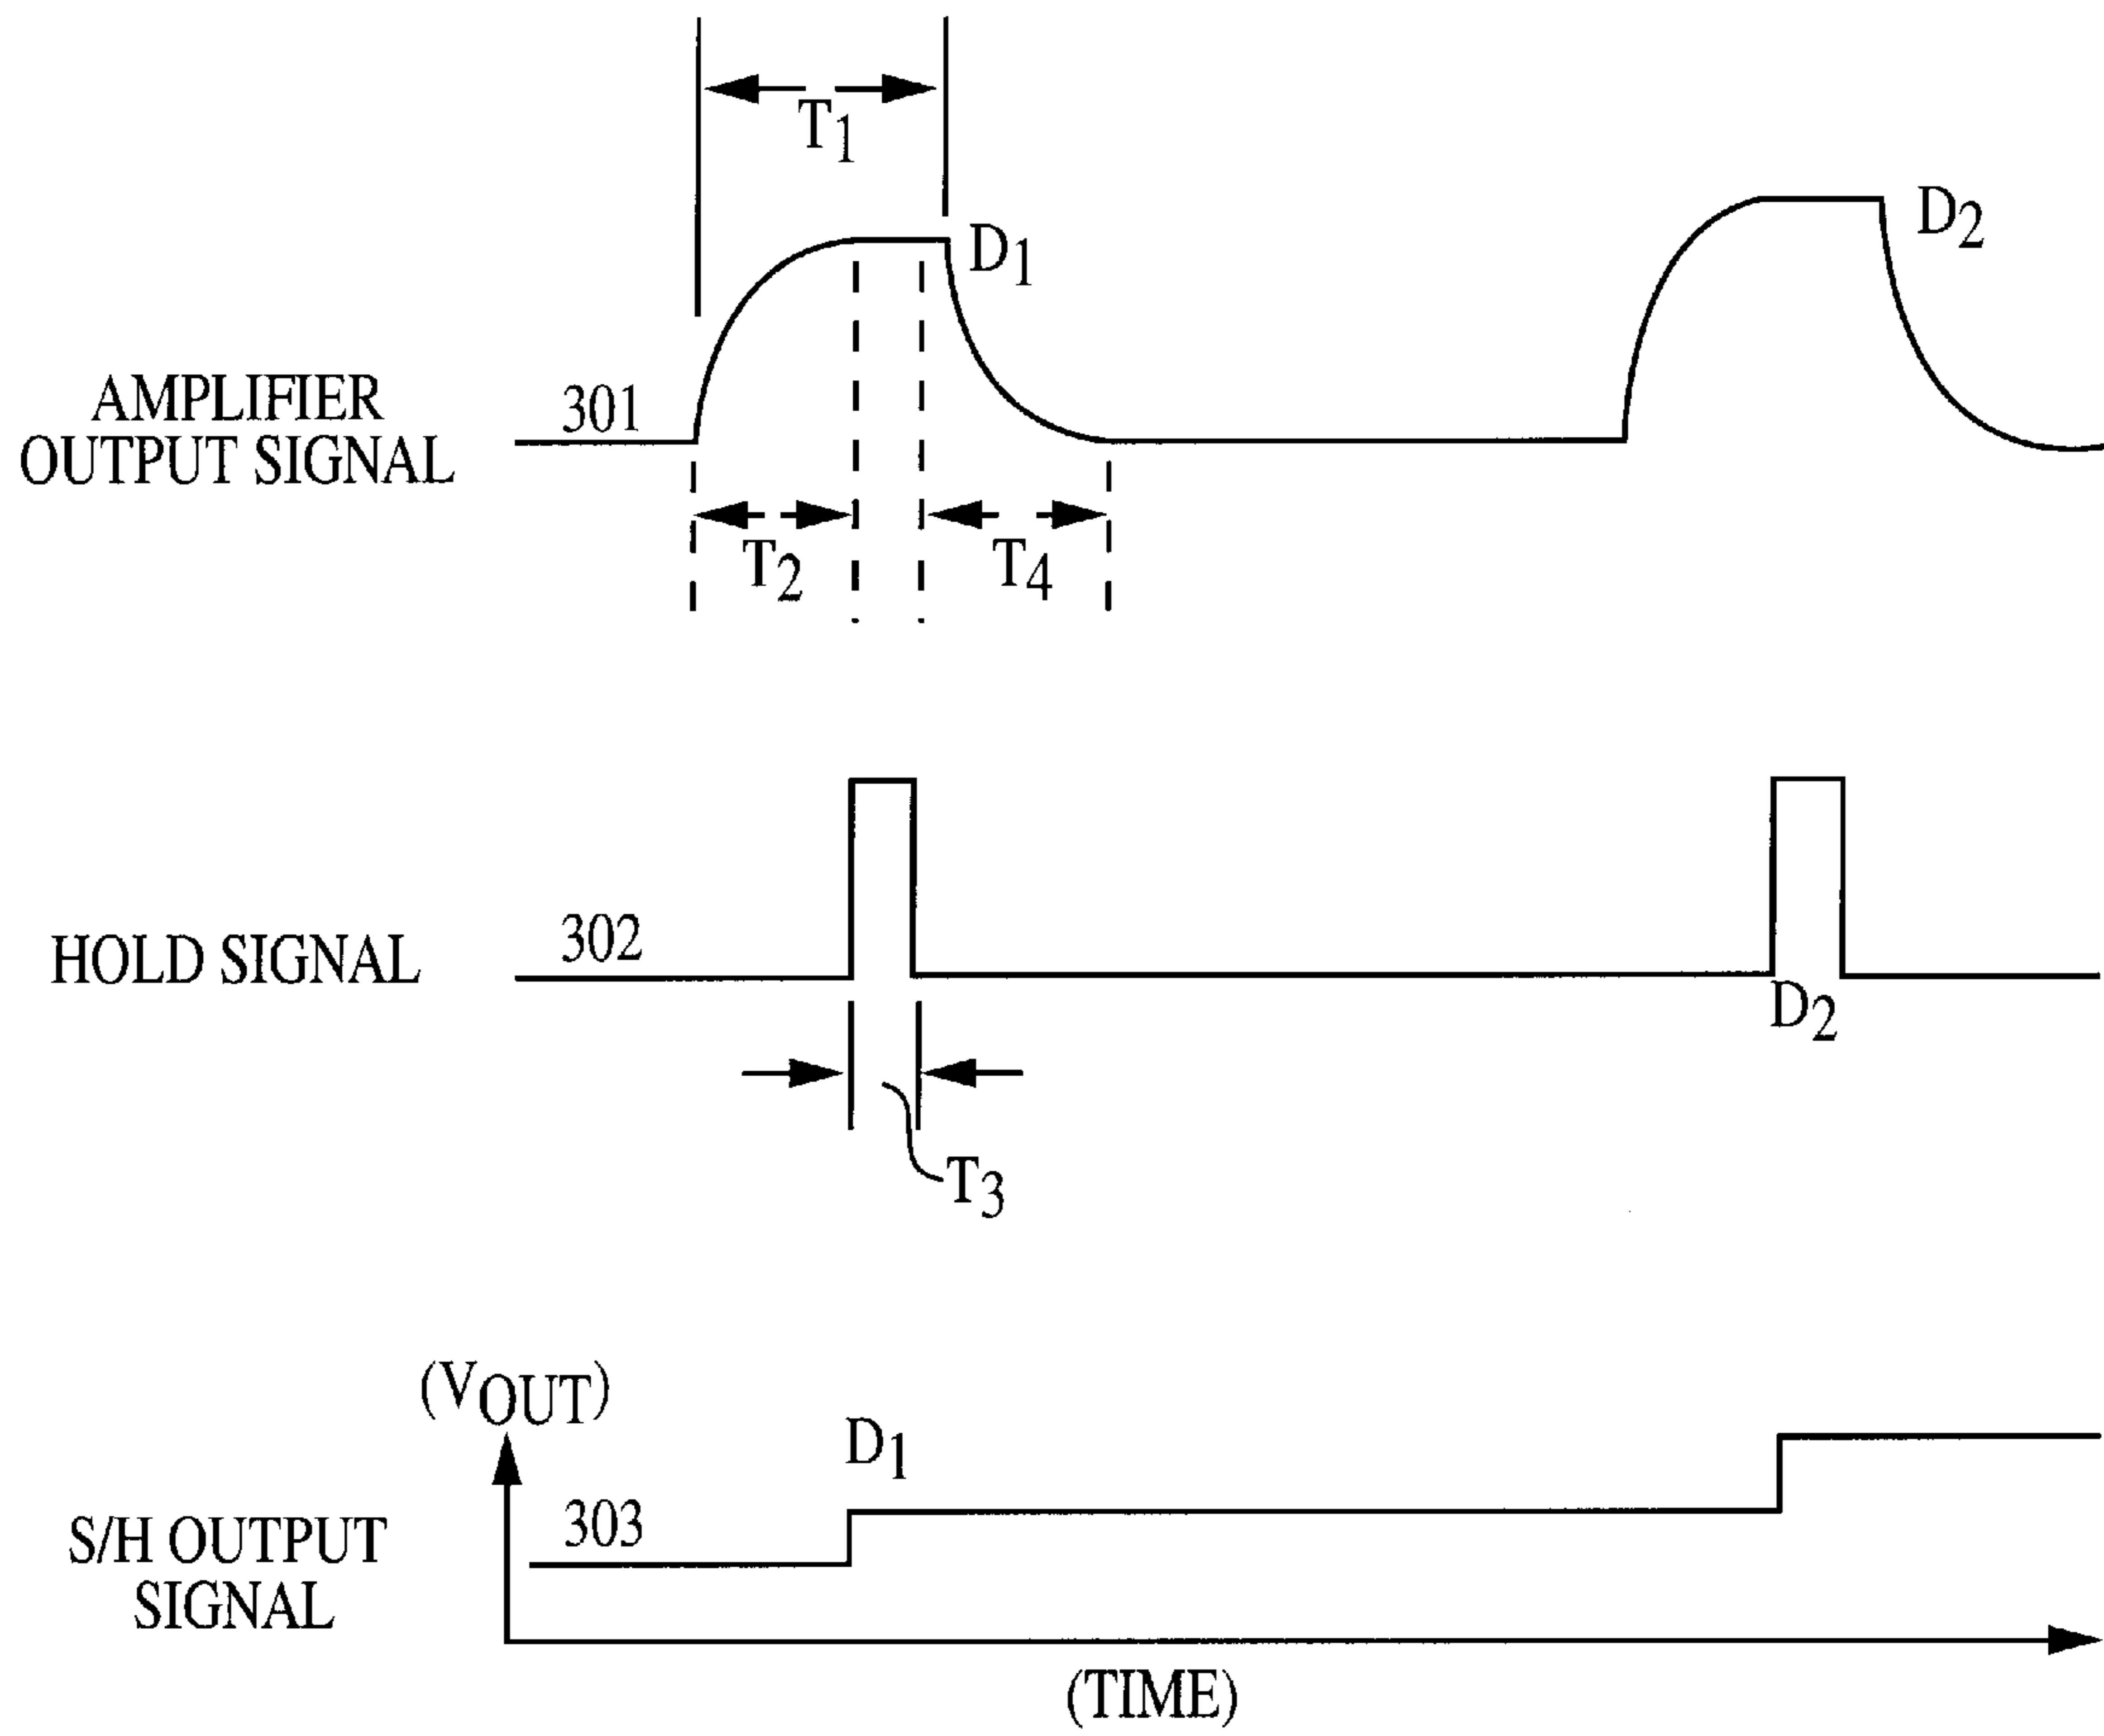 T1
D1
D2
AMPLIFIER
OUTPUT SIGNAL
301
T2
T4
HOLD SIGNAL
302
D2
T3
(VOUT)
D1
S/H OUTPUT
SIGNAL
303
(TIME)